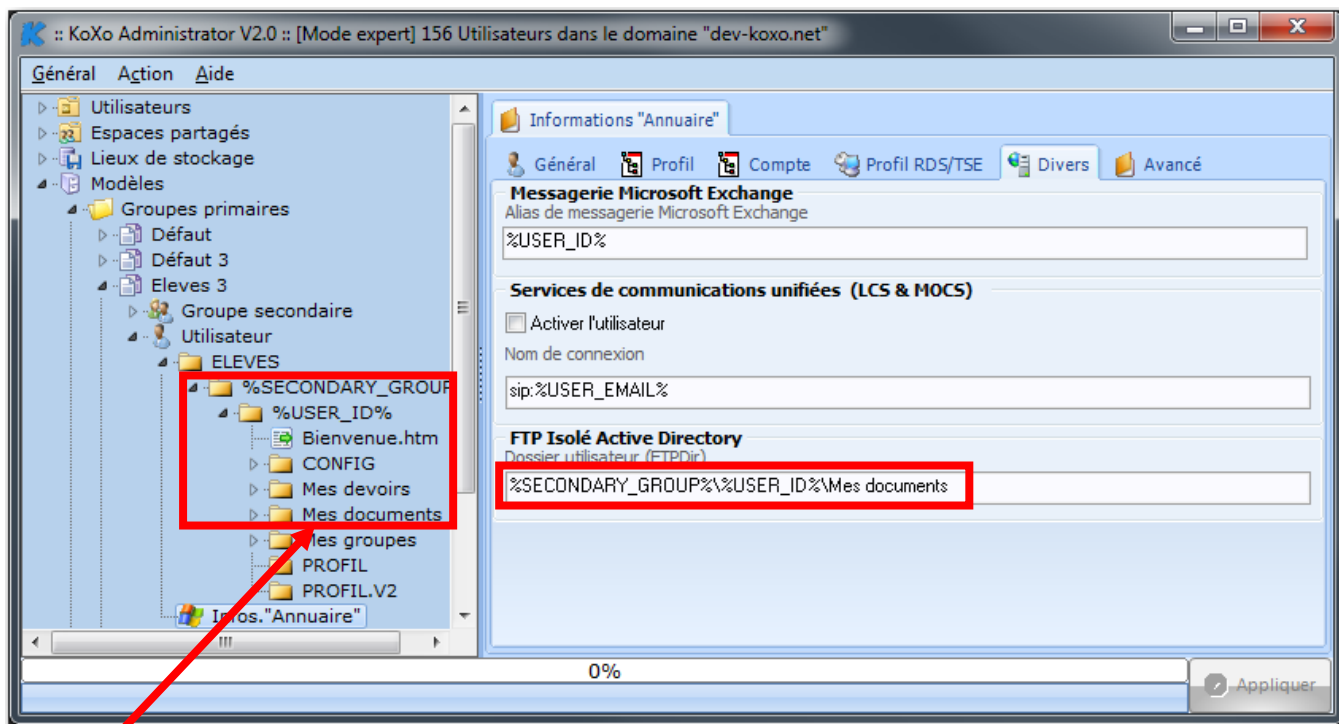 :: KoXo Administrator V2.0 :: [Mode expert] 156 Utilisateurs dans le domaine "dev-koxo.net"
Général Action Aide
Utilisateurs
Espaces partagés
Lieux de stockage
Modèles
Groupes primaires
Défaut
Défaut 3
Eleves 3
Groupe secondaire
Utilisateur
ELEVES
%SECONDARY_GROUP
%USER_ID%
Bienvenue.htm
CONFIG
Mes devoirs
Mes documents
Mes groupes
PROFIL
PROFIL.V2
Infos."Annuaire"
Informations "Annuaire"
Général Profil Compte Profil RDS/TSE Divers Avancé
Messagerie Microsoft Exchange
Alias de messagerie Microsoft Exchange
%USER_ID%
Services de communications unifiées (LCS & MOCS)
Activer l'utilisateur
Nom de connexion
sip:%USER_EMAIL%
FTP Isolé Active Directory
Dossier utilisateur (FTPDir)
%SECONDARY_GROUP%\%USER_ID%\Mes documents
0%
Appliquer